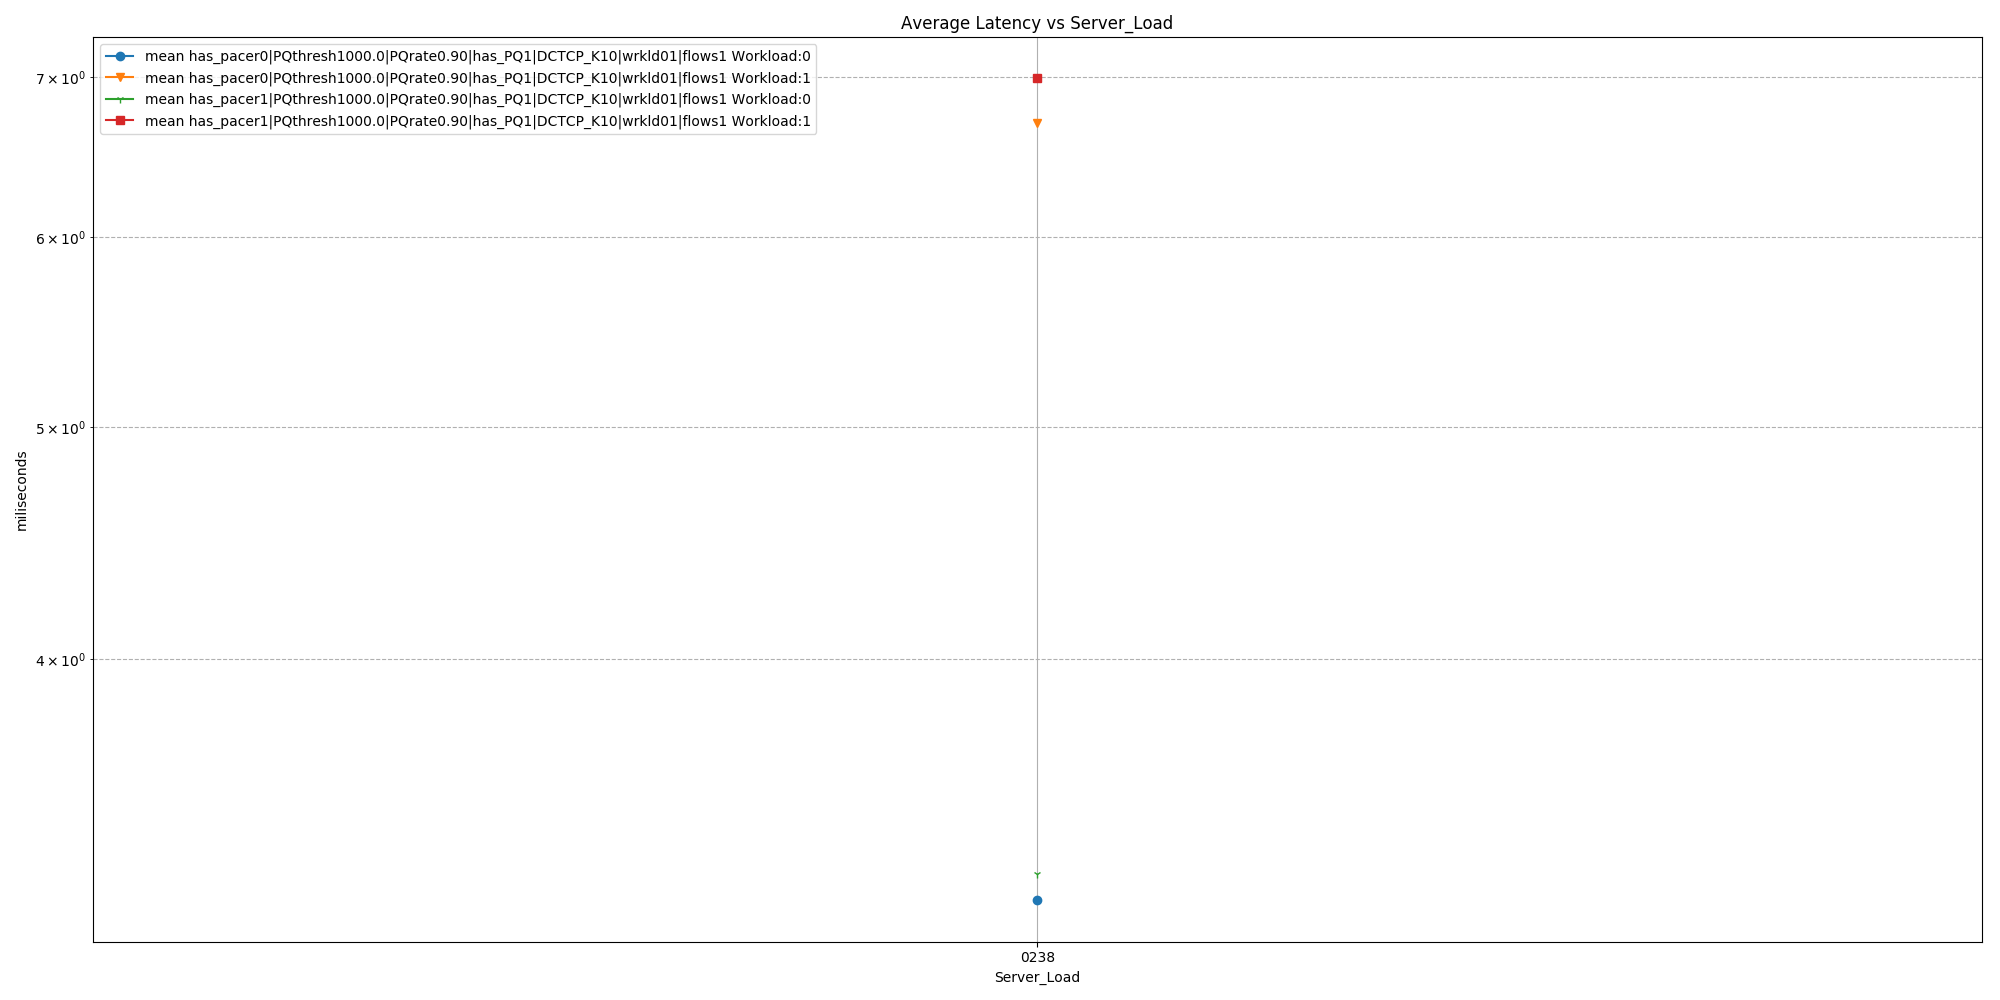 Average Latency vs Server_Load
mean has_pacer0|PQthresh1000.0|PQrate0.90|has_PQ1|DCTCP_K10|wrkld01|flows1 Workload:0
mean has_pacer0|PQthresh1000.0|PQrate0.90|has_PQ1|DCTCP_K10|wrkld01|flows1 Workload:1
mean has_pacer1|PQthresh1000.0|PQrate0.90|has_PQ1|DCTCP_K10|wrkld01|flows1 Workload:0
mean has_pacer1|PQthresh1000.0|PQrate0.90|has_PQ1|DCTCP_K10|wrkld01|flows1 Workload:1
7 × 10⁰
6 × 10⁰
5 × 10⁰
4 × 10⁰
miliseconds
0238
Server_Load